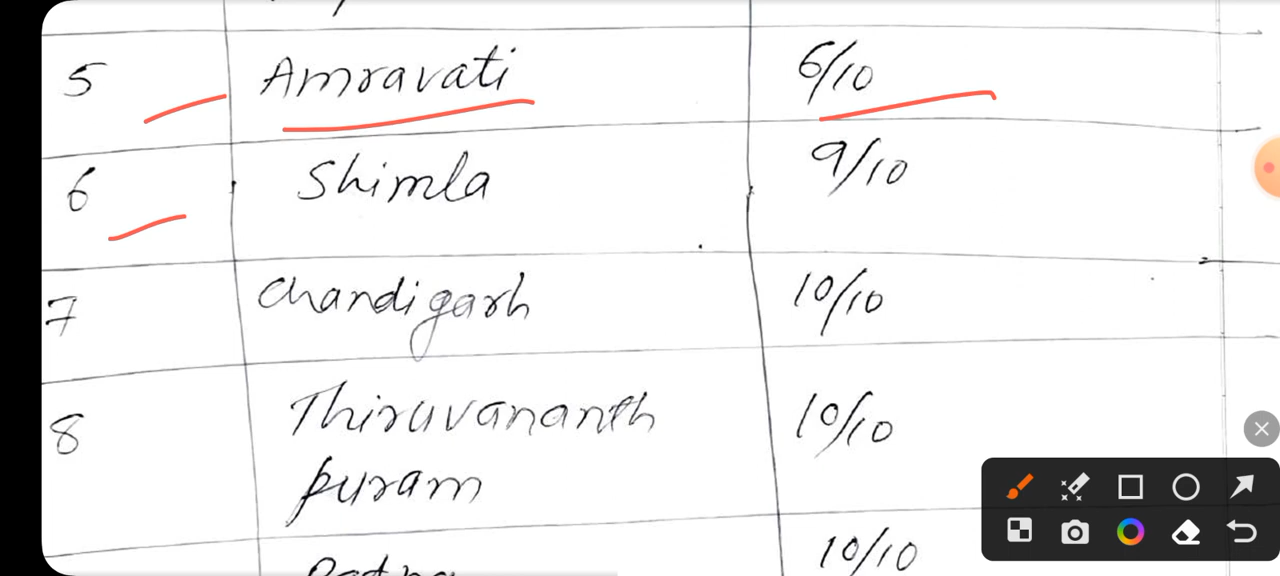 5 Amravati 6/10
6 Shimla 9/10
7 Chandigarh 10/10
8 Thiruvananth 10/10
puram
10/10